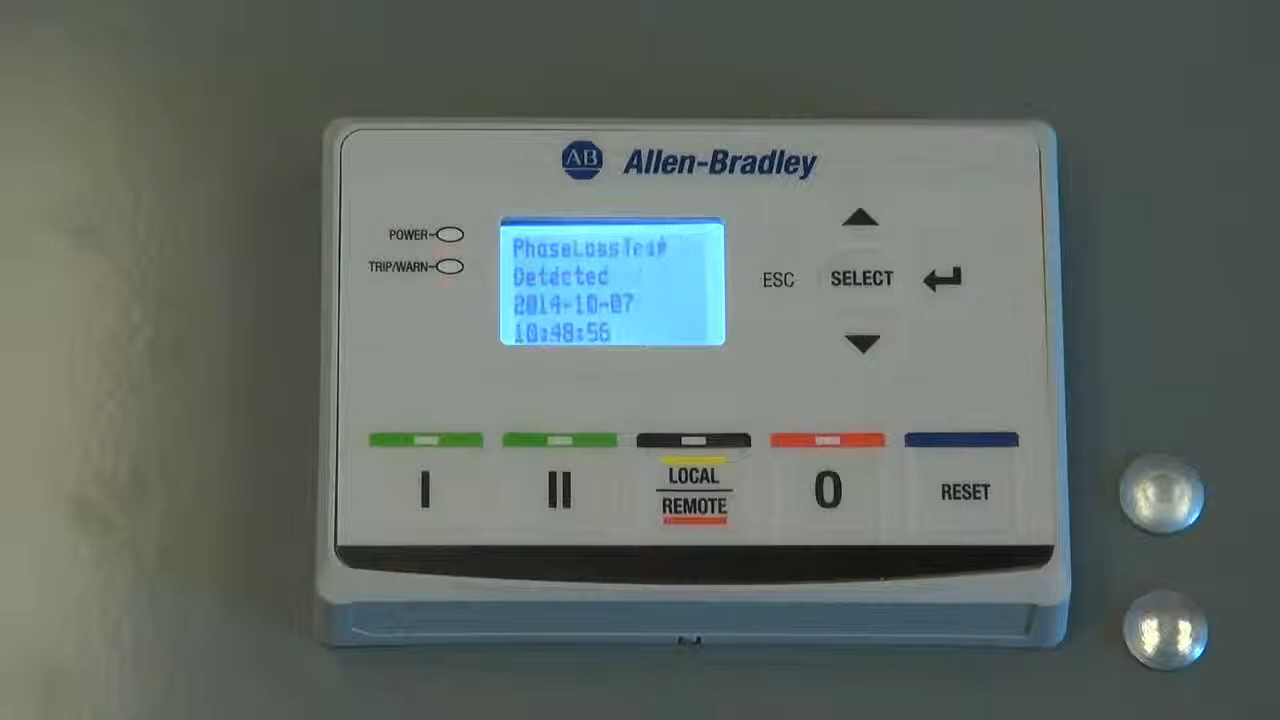 AB Allen-Bradley
POWER
TRIP/WARN
PhaseLossTrip
Detected
2014-10-07
10:48:56
ESC
SELECT
I
II
LOCAL
REMOTE
0
RESET